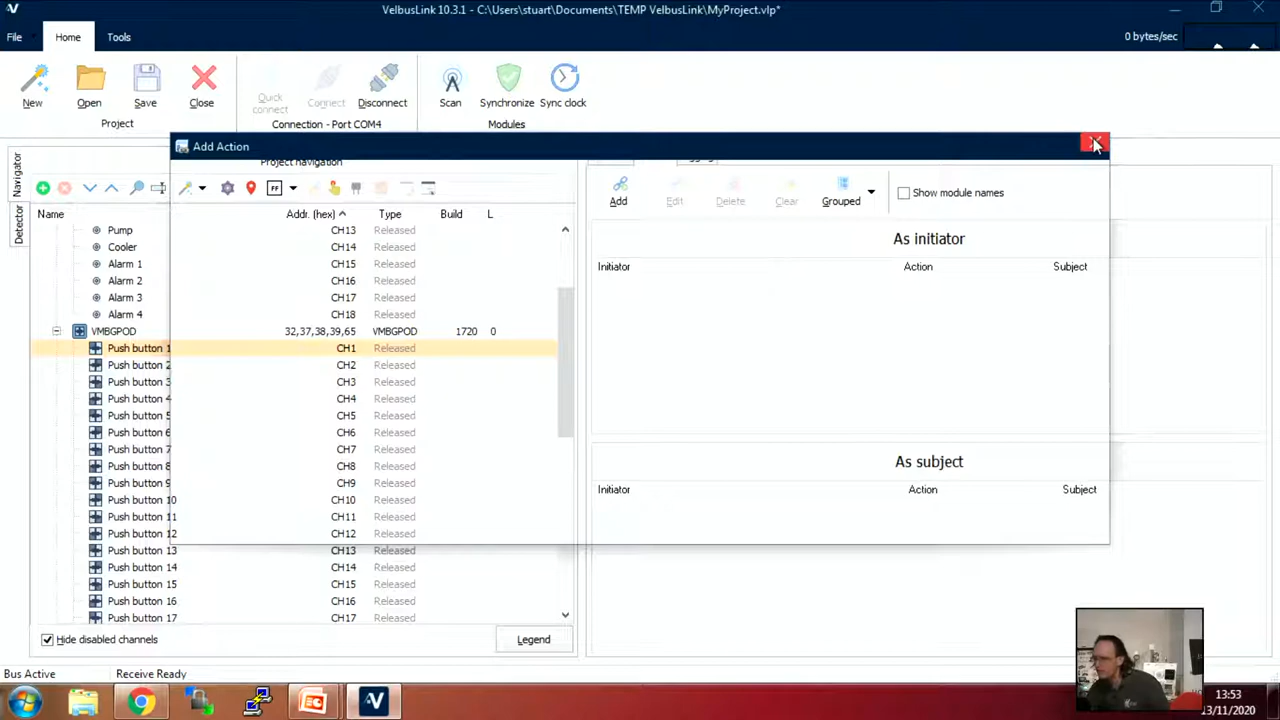 VelbusLink 10.3.1 - C:\Users\stuart\Documents\TEMP VelbusLink\MyProject.vlp*
File
Home
Tools
0 bytes/sec
New
Open
Save
Close
Quick connect
Connect
Disconnect
Scan
Synchronize
Sync clock
Project
Connection - Port COM4
Modules
Add Action
Project navigation
Navigator
Detector
FF
Add
Edit
Delete
Clear
Grouped
Show module names
Name Addr. (hex) Type Build L
Pump CH13 Released
Cooler CH14 Released
Alarm 1 CH15 Released
Alarm 2 CH16 Released
Alarm 3 CH17 Released
Alarm 4 CH18 Released
VMBGPOD 32,37,38,39,65 VMBGPOD 1720 0
Push button 1 CH1 Released
Push button 2 CH2 Released
Push button 3 CH3 Released
Push button 4 CH4 Released
Push button 5 CH5 Released
Push button 6 CH6 Released
Push button 7 CH7 Released
Push button 8 CH8 Released
Push button 9 CH9 Released
Push button 10 CH10 Released
Push button 11 CH11 Released
Push button 12 CH12 Released
Push button 13 CH13 Released
Push button 14 CH14 Released
Push button 15 CH15 Released
Push button 16 CH16 Released
Push button 17 CH17 Released
As initiator
Initiator Action Subject
As subject
Initiator Action Subject
Hide disabled channels
Legend
Bus Active
Receive Ready
13:53
13/11/2020